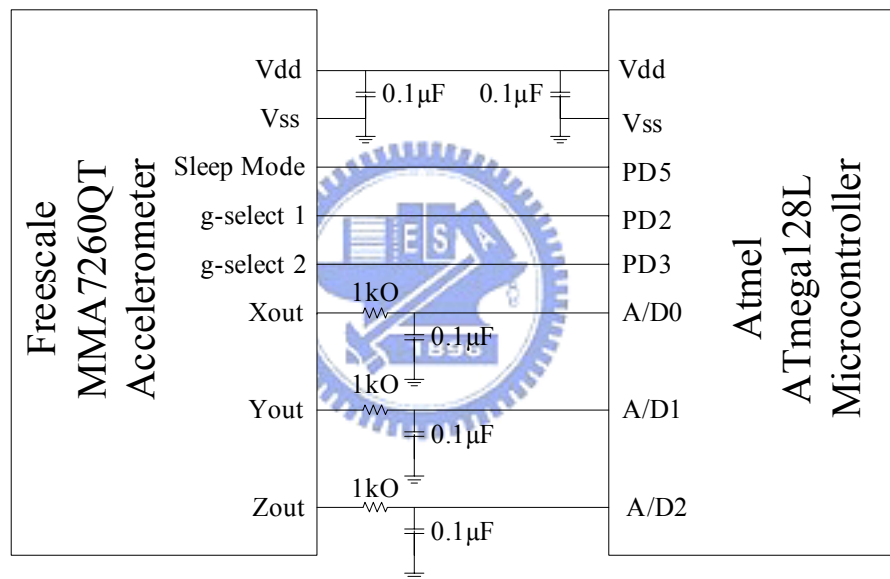 Freescale
MMA7260QT
Accelerometer
Vdd
Vss
Sleep Mode
g-select 1
g-select 2
Xout
Yout
Zout
0.1μF
0.1μF
1kO
0.1μF
1kO
0.1μF
1kO
0.1μF
E S A
1896
Vdd
Vss
PD5
PD2
PD3
A/D0
A/D1
A/D2
Atmel
ATmega128L
Microcontroller